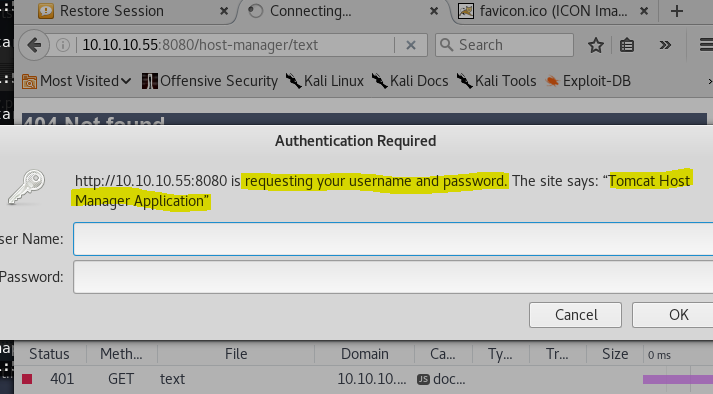 Restore Session
Connecting...
favicon.ico (ICON Ima...
10.10.10.55:8080/host-manager/text
Search
Most Visited
Offensive Security
Kali Linux
Kali Docs
Kali Tools
Exploit-DB
404 Not found
Authentication Required
http://10.10.10.55:8080 is requesting your username and password. The site says: “Tomcat Host
Manager Application”
ser Name:
Password:
Cancel
OK
Status Meth... File Domain Ca... Ty... Tr... Size 0 ms
401 GET text 10.10.10.... JS doc...